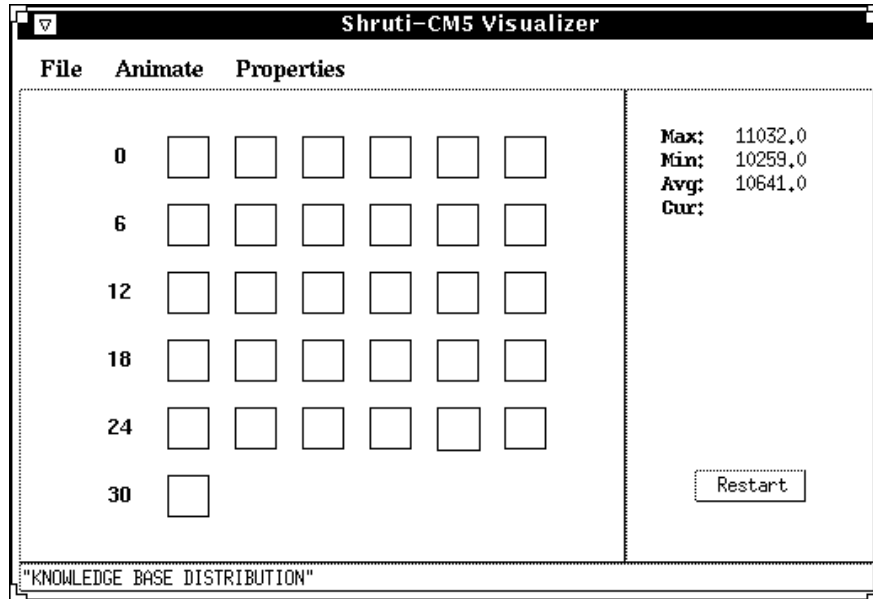 Shruti-CM5 Visualizer
File Animate Properties
0
6
12
18
24
30
Max: 11032.0
Min: 10259.0
Avg: 10641.0
Cur:
Restart
"KNOWLEDGE BASE DISTRIBUTION"